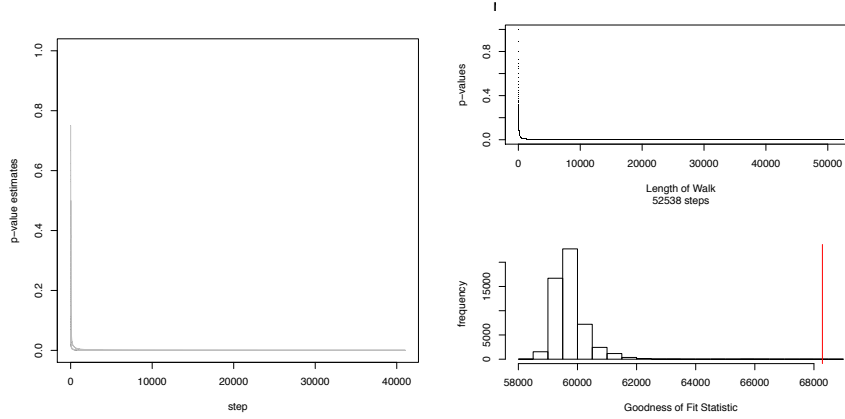 1.0
0.8
0.6
0.4
0.2
0.0
p−value estimates
0 10000 20000 30000 40000
step
0.8
0.4
0.0
p−values
0 10000 20000 30000 40000 50000
Length of Walk
52538 steps
15000
5000
0
frequency
58000 60000 62000 64000 66000 68000
Goodness of Fit Statistic